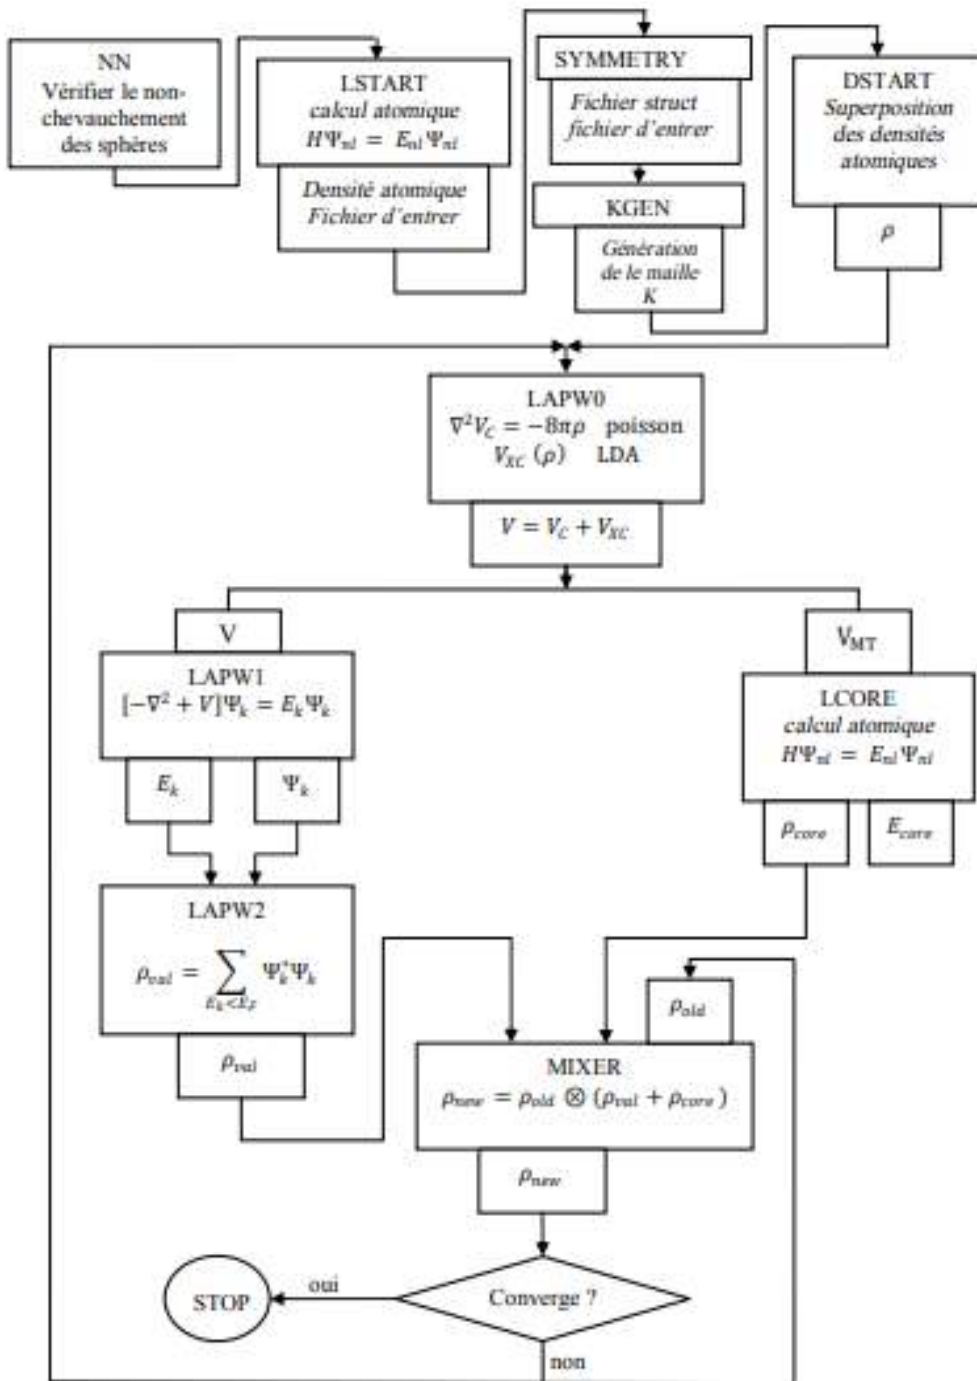 NN
Vérifier le non-
chevauchement
des sphères
LSTART
calcul atomique
HΨnl = EnlΨnl
Densité atomique
Fichier d'entrer
SYMMETRY
Fichier struct
fichier d'entrer
KGEN
Génération
de le maille
K
DSTART
Superposition
des densités
atomiques
ρ
LAPW0
∇²VC = −8πρ poisson
VXC (ρ) LDA
V = VC + VXC
V
LAPW1
[−∇² + V]Ψk = EkΨk
Ek
Ψk
VMT
LCORE
calcul atomique
HΨnl = EnlΨnl
ρcore
Ecore
LAPW2
ρval = ∑ Ψk*Ψk
Ek<EF
ρval
ρold
MIXER
ρnew = ρold ⊗ (ρval + ρcore)
ρnew
Converge ?
oui
STOP
non